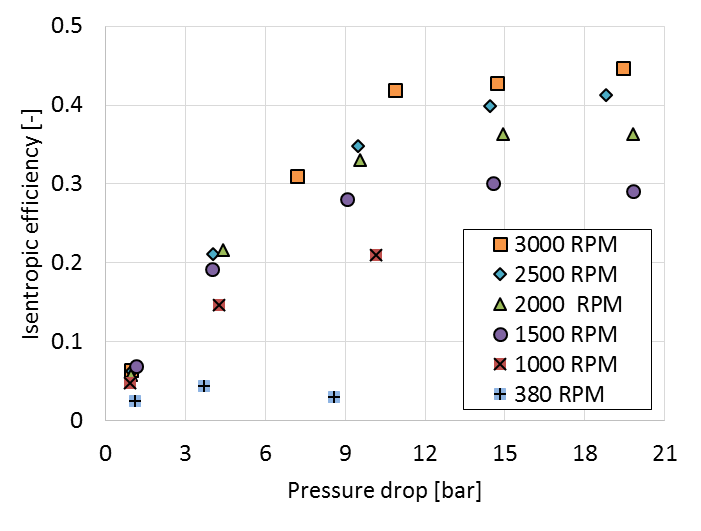 0.5
0.4
0.3
0.2
0.1
0
Isentropic efficiency [-]
3000 RPM
2500 RPM
2000  RPM
1500 RPM
1000 RPM
380 RPM
0 3 6 9 12 15 18 21
Pressure drop [bar]